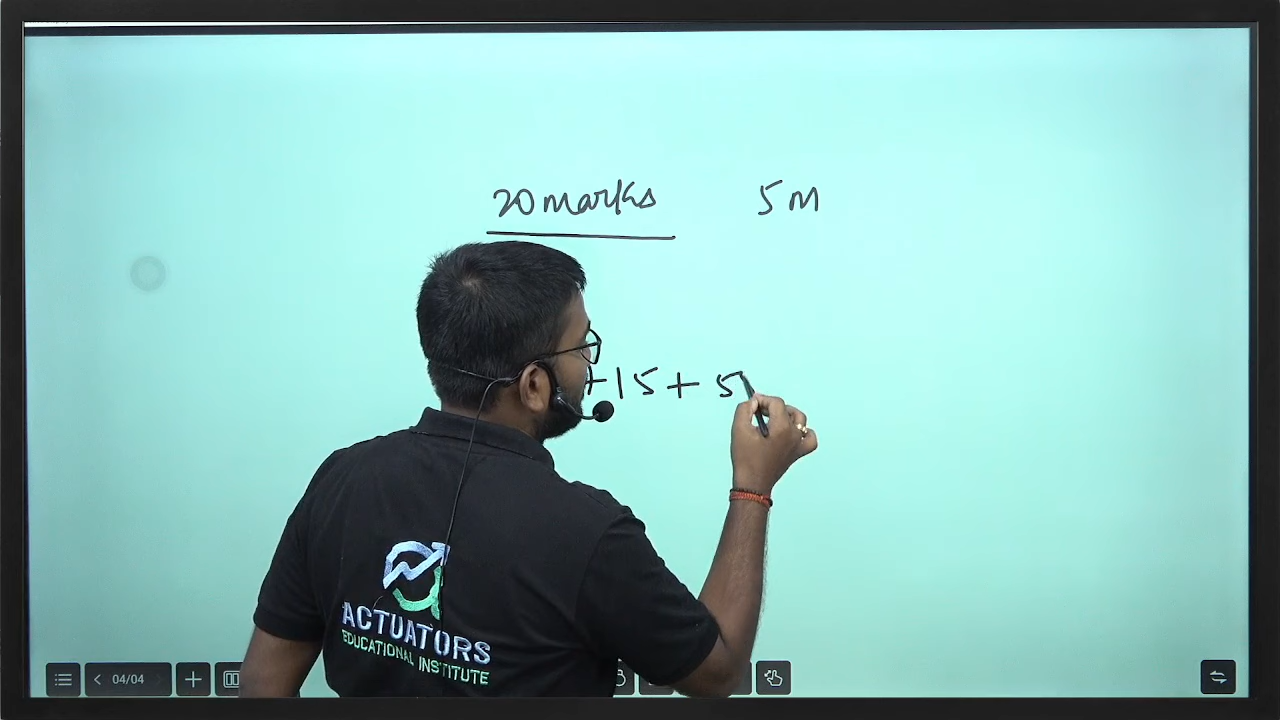 20 marks 5 M
+15+ 5
ACTUATORS
EDUCATIONAL INSTITUTE
04/04